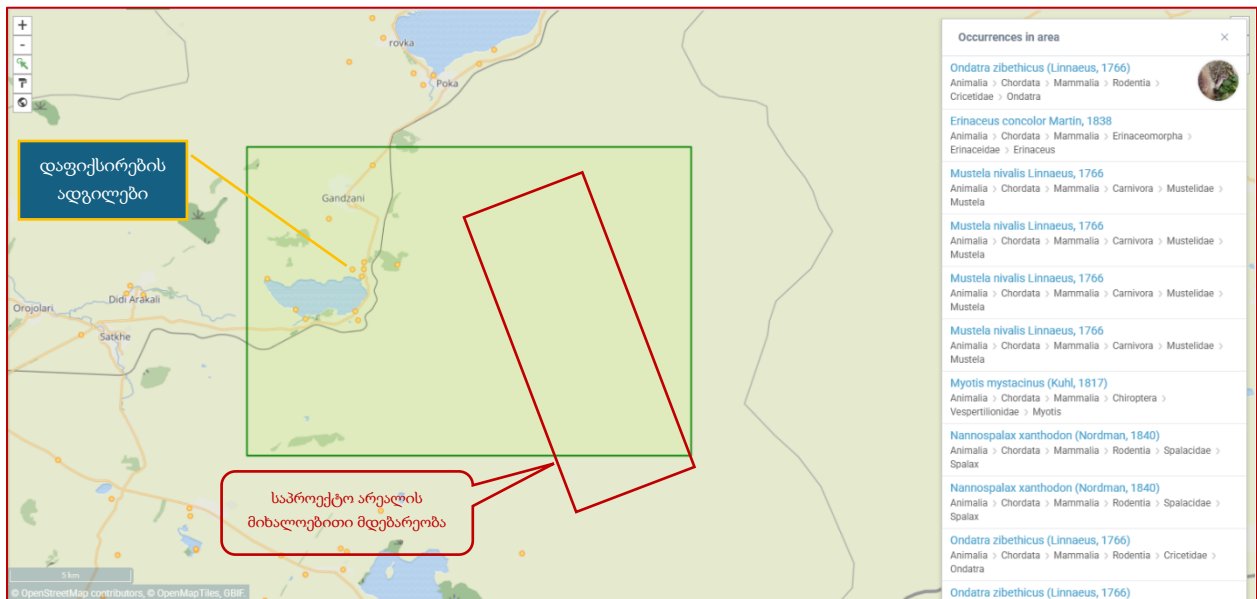 +
-
rovka
Poka
დაფიქსირების
ადგილები
Gandzani
Didi Arakali
Orojolari
Satkhe
საპროექტო არეალის
მიხალოებითი მდებარეობა
5 km
© OpenStreetMap contributors, © OpenMapTiles, GBIF.
Occurrences in area
×
Ondatra zibethicus (Linnaeus, 1766)
Animalia > Chordata > Mammalia > Rodentia >
Cricetidae > Ondatra
Erinaceus concolor Martin, 1838
Animalia > Chordata > Mammalia > Erinaceomorpha >
Erinaceidae > Erinaceus
Mustela nivalis Linnaeus, 1766
Animalia > Chordata > Mammalia > Carnivora > Mustelidae >
Mustela
Mustela nivalis Linnaeus, 1766
Animalia > Chordata > Mammalia > Carnivora > Mustelidae >
Mustela
Mustela nivalis Linnaeus, 1766
Animalia > Chordata > Mammalia > Carnivora > Mustelidae >
Mustela
Mustela nivalis Linnaeus, 1766
Animalia > Chordata > Mammalia > Carnivora > Mustelidae >
Mustela
Myotis mystacinus (Kuhl, 1817)
Animalia > Chordata > Mammalia > Chiroptera >
Vespertilionidae > Myotis
Nannospalax xanthodon (Nordman, 1840)
Animalia > Chordata > Mammalia > Rodentia > Spalacidae >
Spalax
Nannospalax xanthodon (Nordman, 1840)
Animalia > Chordata > Mammalia > Rodentia > Spalacidae >
Spalax
Ondatra zibethicus (Linnaeus, 1766)
Animalia > Chordata > Mammalia > Rodentia > Cricetidae >
Ondatra
Ondatra zibethicus (Linnaeus, 1766)